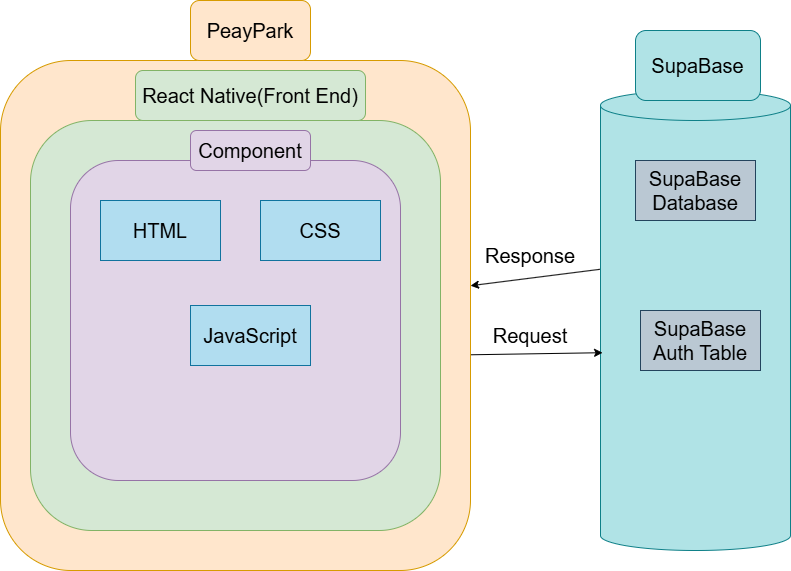 PeayPark
React Native(Front End)
Component
HTML
CSS
JavaScript
Response
Request
SupaBase
SupaBase
Database
SupaBase
Auth Table